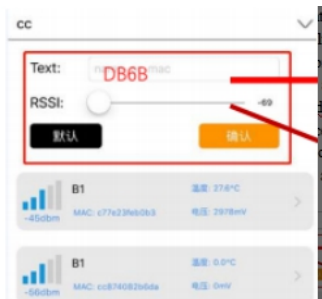 cc
Text: DB6B
RSSI: -69
默认 确认
B1 温度: 27.6°C
-45dbm MAC: c77e23feb0b3 电压: 2978mV
B1 温度: 0.0°C
-56dbm MAC: cc874082b6da 电压: 0mV